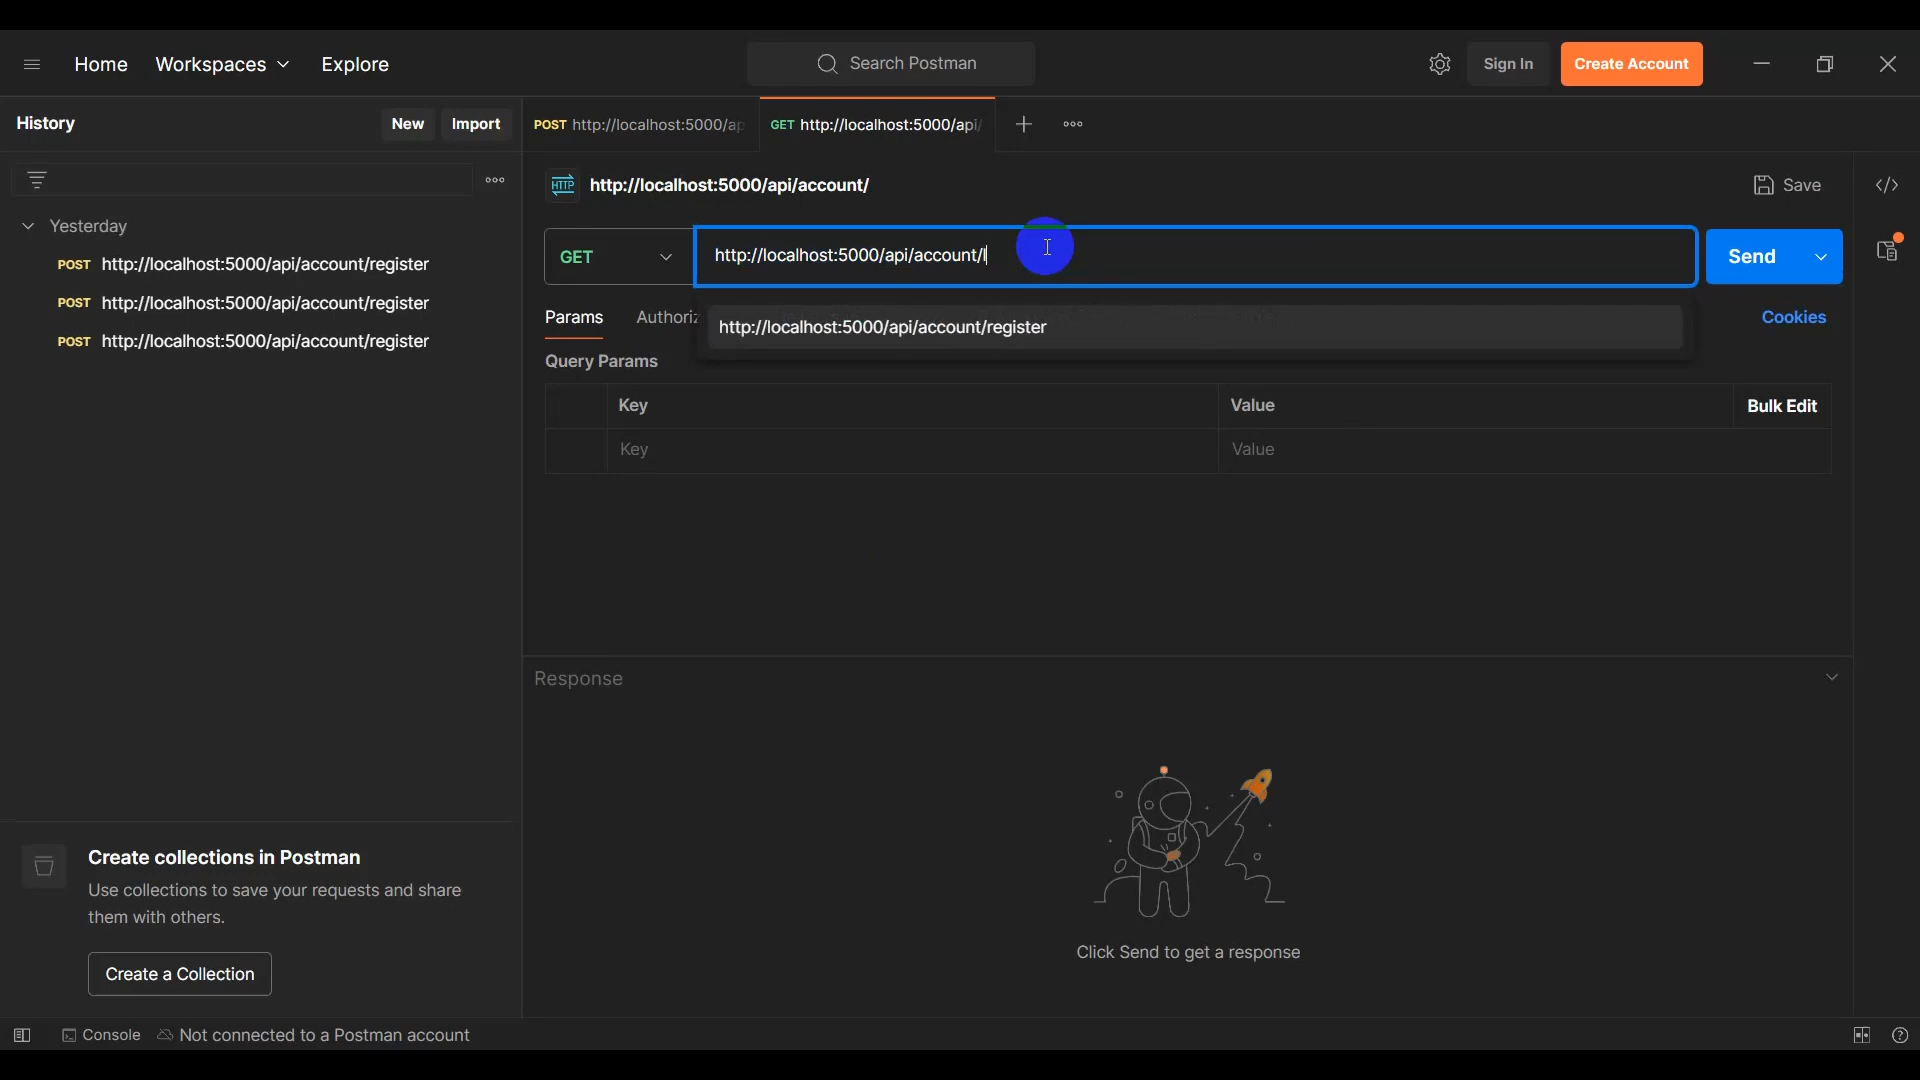 Home
Workspaces
Explore
Search Postman
Sign In
Create Account
History
New
Import
POST http://localhost:5000/ap
GET http://localhost:5000/api/
HTTP
http://localhost:5000/api/account/
Save
Yesterday
POST http://localhost:5000/api/account/register
POST http://localhost:5000/api/account/register
POST http://localhost:5000/api/account/register
GET
http://localhost:5000/api/account/l
Send
Params
Authoriz
http://localhost:5000/api/account/register
Cookies
Query Params
Key
Value
Bulk Edit
Key
Value
Response
Click Send to get a response
Create collections in Postman
Use collections to save your requests and share
them with others.
Create a Collection
Console
Not connected to a Postman account